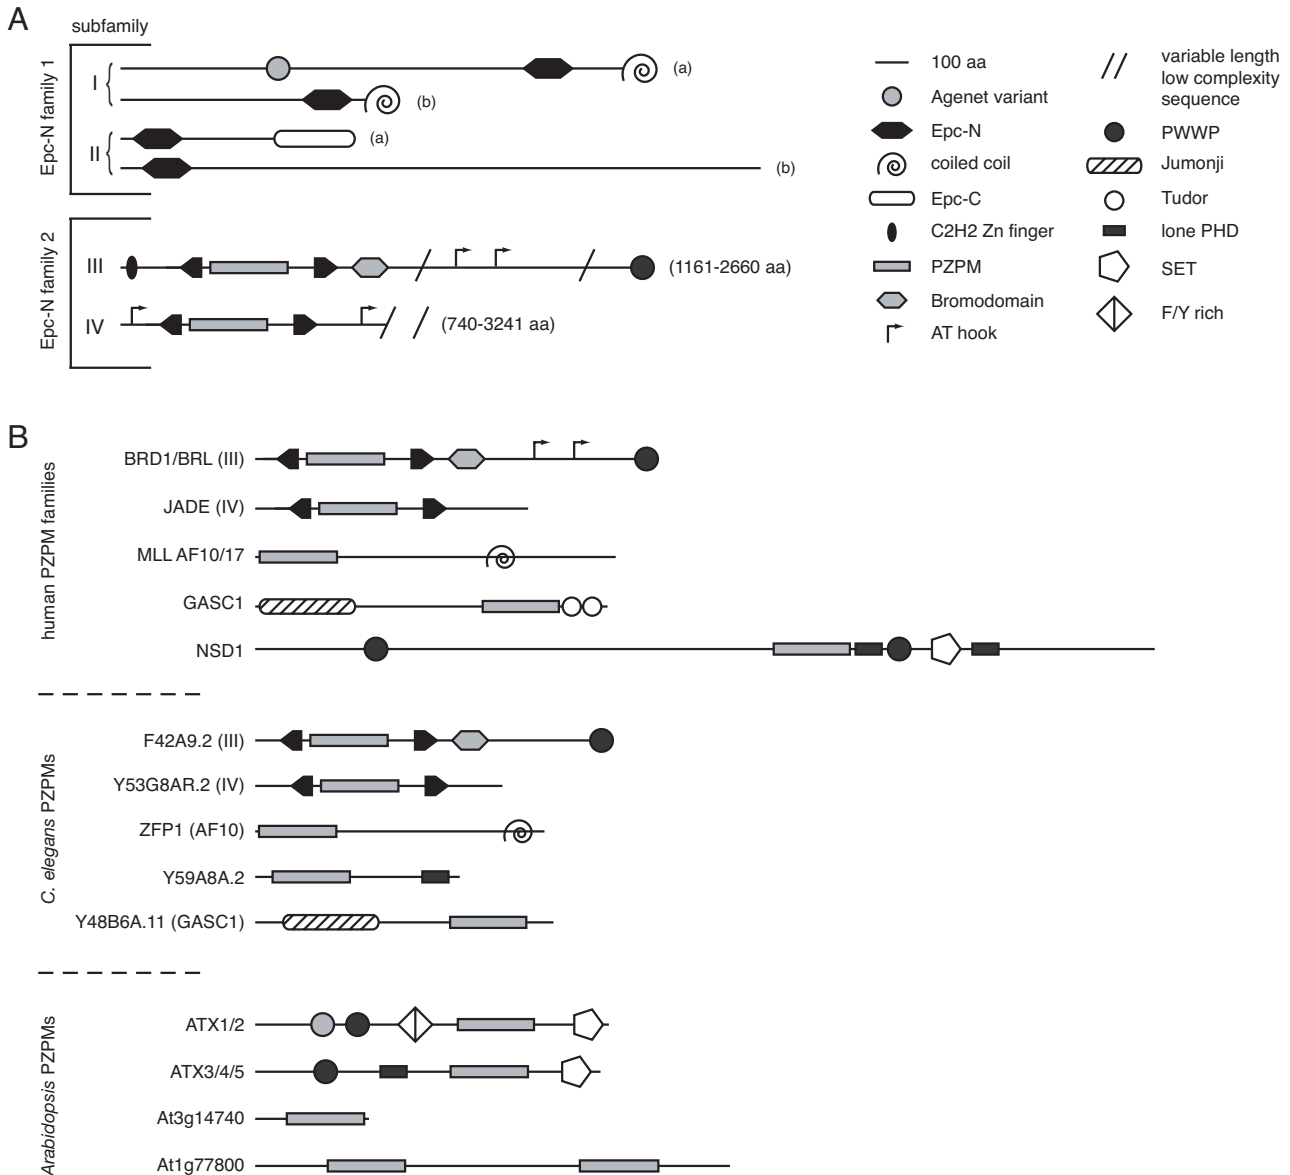 A
subfamily
Epc-N family 1
I
(a)
(b)
II
(a)
(b)
Epc-N family 2
III
(1161-2660 aa)
IV
(740-3241 aa)
100 aa
Agenet variant
Epc-N
coiled coil
Epc-C
C2H2 Zn finger
PZPM
Bromodomain
AT hook
variable length
low complexity
sequence
PWWP
Jumonji
Tudor
lone PHD
SET
F/Y rich
B
human PZPM families
BRD1/BRL (III)
JADE (IV)
MLL AF10/17
GASC1
NSD1
C. elegans PZPMs
F42A9.2 (III)
Y53G8AR.2 (IV)
ZFP1 (AF10)
Y59A8A.2
Y48B6A.11 (GASC1)
Arabidopsis PZPMs
ATX1/2
ATX3/4/5
At3g14740
At1g77800